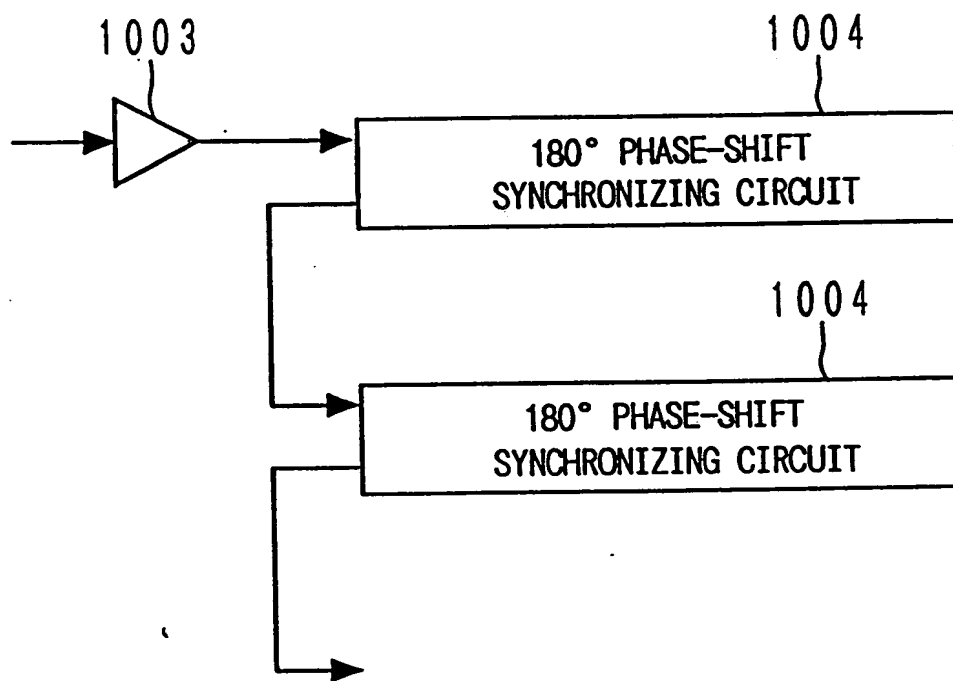 1003
1004
180° PHASE-SHIFT
SYNCHRONIZING CIRCUIT
1004
180° PHASE-SHIFT
SYNCHRONIZING CIRCUIT